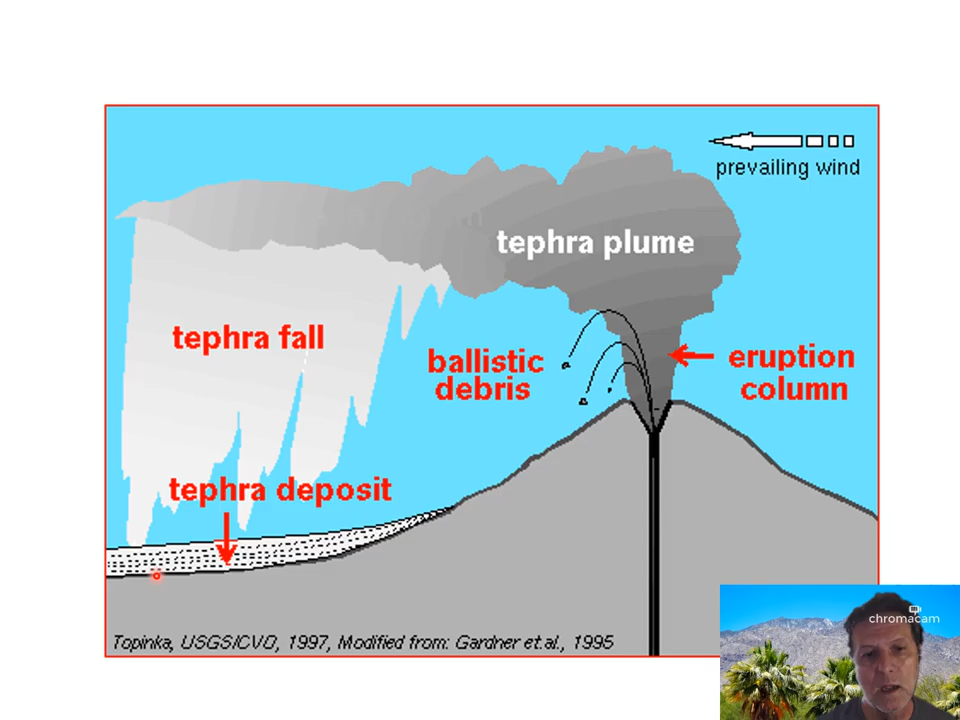 prevailing wind
tephra plume
tephra fall
ballistic
debris
eruption
column
tephra deposit
Topinka, USGS/CVO, 1997, Modified from: Gardner et.al., 1995
chromacam